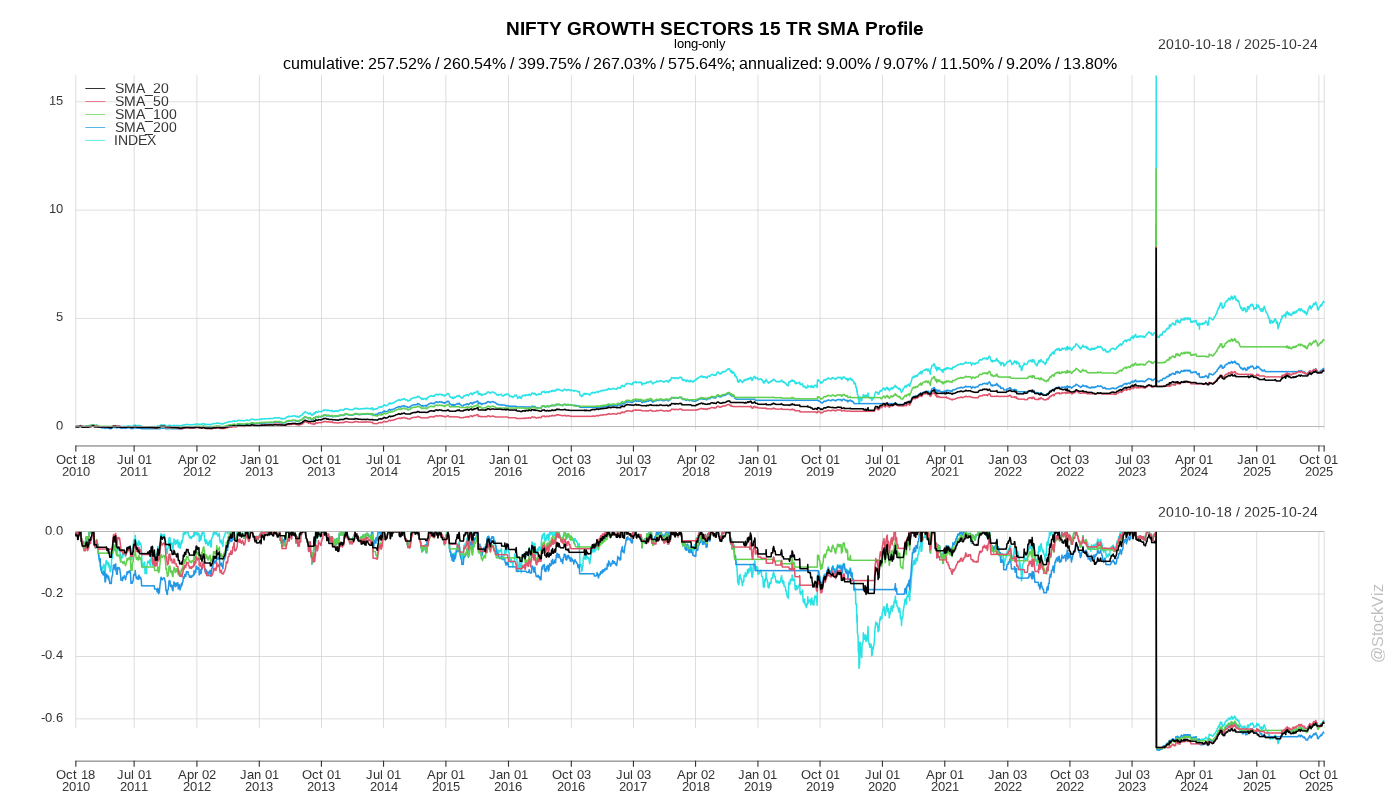 NIFTY GROWTH SECTORS 15 TR SMA Profile
long-only
2010-10-18 / 2025-10-24
cumulative: 257.52% / 260.54% / 399.75% / 267.03% / 575.64%; annualized: 9.00% / 9.07% / 11.50% / 9.20% / 13.80%
SMA_20
SMA_50
SMA_100
SMA_200
INDEX
15
10
5
0
Oct 18 Jul 01 Apr 02 Jan 01 Oct 01 Jul 01 Apr 01 Jan 01 Oct 03 Jul 03 Apr 02 Jan 01 Oct 01 Jul 01 Apr 01 Jan 03 Oct 03 Jul 03 Apr 01 Jan 01 Oct 01
2010 2011 2012 2013 2013 2014 2015 2016 2016 2017 2018 2019 2019 2020 2021 2022 2022 2023 2024 2025 2025
2010-10-18 / 2025-10-24
0.0
-0.2
-0.4
-0.6
Oct 18 Jul 01 Apr 02 Jan 01 Oct 01 Jul 01 Apr 01 Jan 01 Oct 03 Jul 03 Apr 02 Jan 01 Oct 01 Jul 01 Apr 01 Jan 03 Oct 03 Jul 03 Apr 01 Jan 01 Oct 01
2010 2011 2012 2013 2013 2014 2015 2016 2016 2017 2018 2019 2019 2020 2021 2022 2022 2023 2024 2025 2025
@StockViz